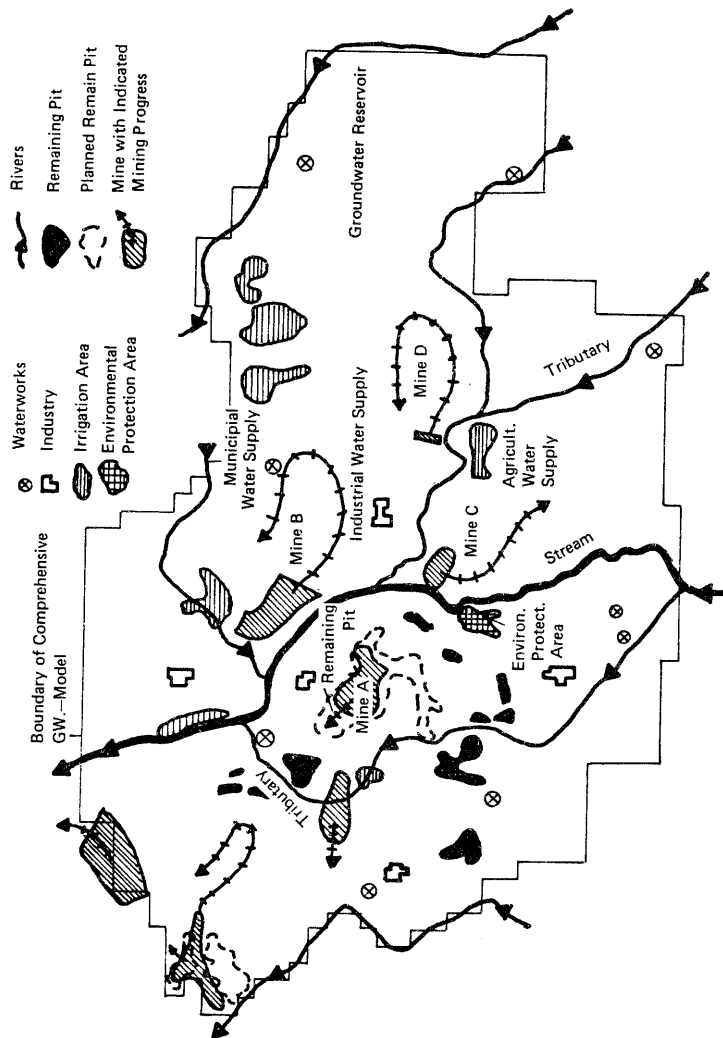 Waterworks
Industry
Irrigation Area
Environmental
Protection Area
Rivers
Remaining Pit
Planned Remain Pit
Mine with Indicated
Mining Progress
Boundary of Comprehensive
GW.—Model
Municipial
Water Supply
Groundwater Reservoir
Mine B
Industrial Water Supply
Mine D
Tributary
Remaining
Pit
Mine A
Tributary
Mine C
Agricult.
Water
Supply
Stream
Environ.
Protect.
Area